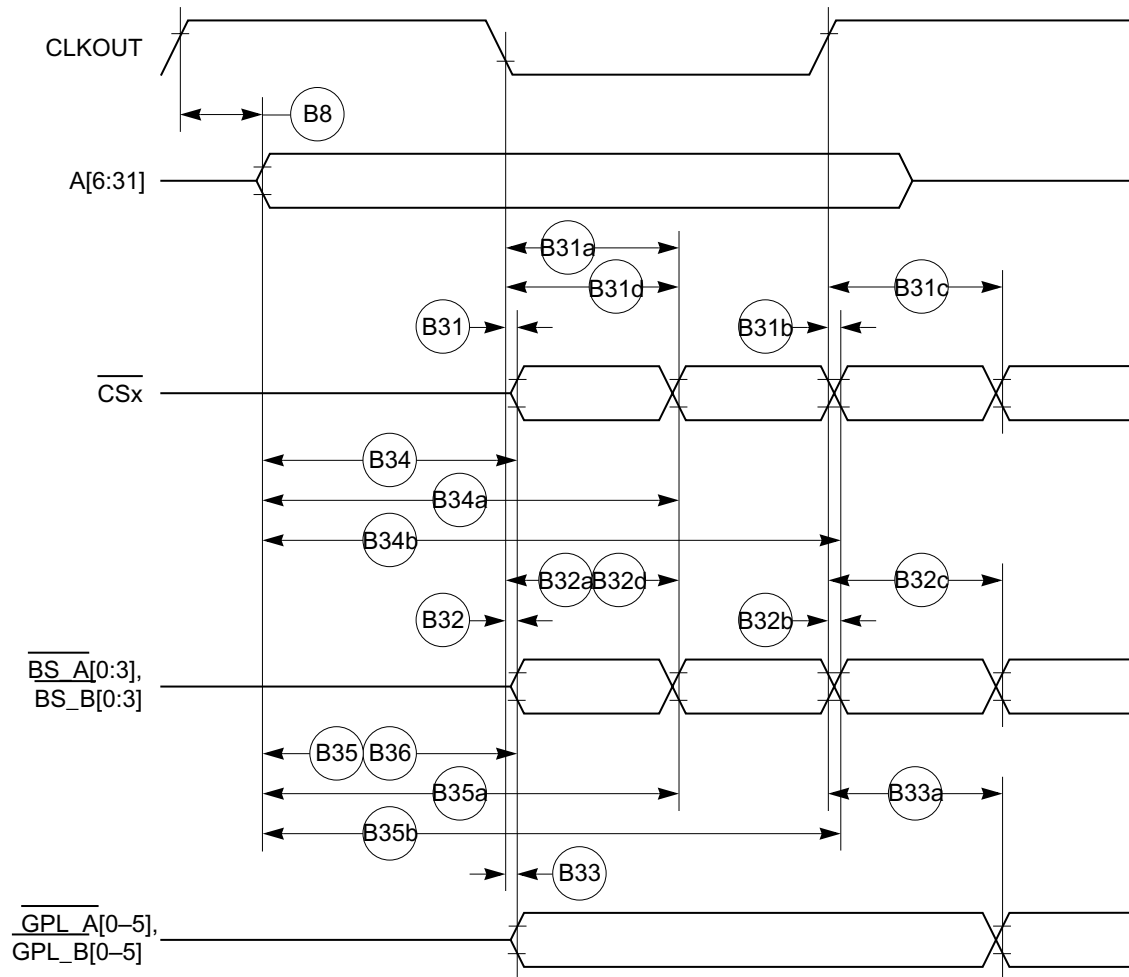 CLKOUT
B8
A[6:31]
B31a
B31d
B31c
B31
B31b
CSx
B34
B34a
B34b
B32a B32d
B32c
B32
B32b
BS_A[0:3],
BS_B[0:3]
B35 B36
B35a
B33a
B35b
B33
GPL_A[0–5],
GPL_B[0–5]